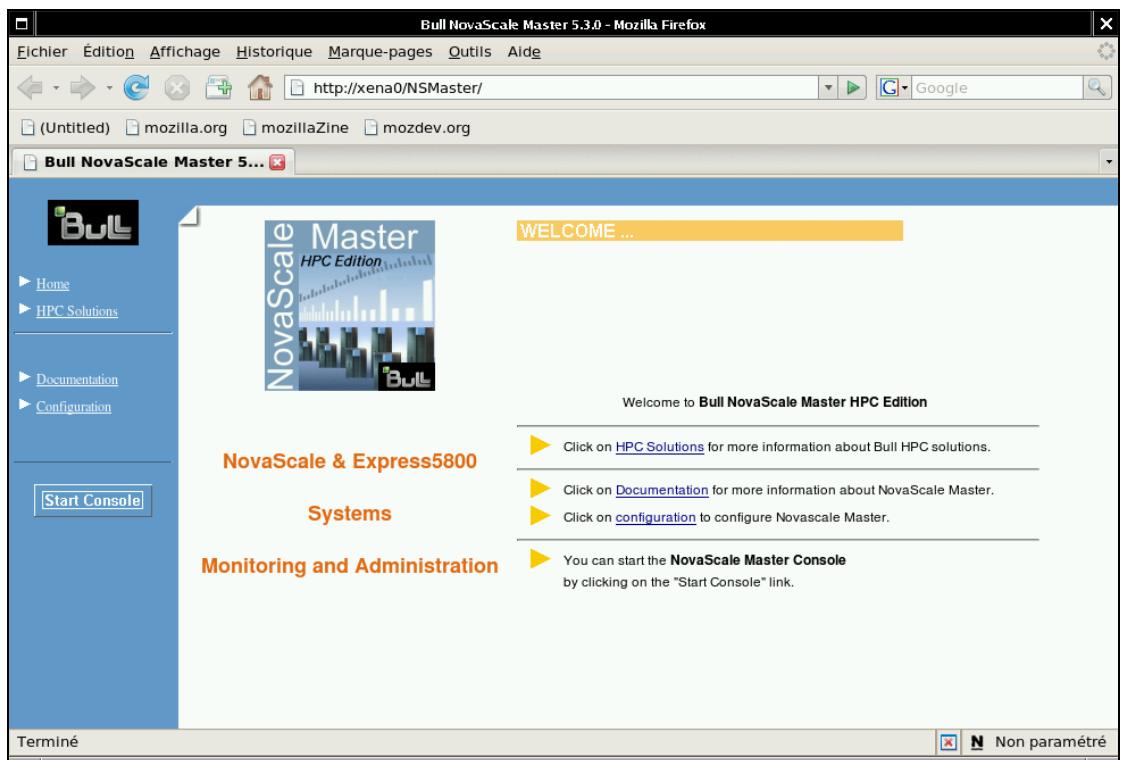 Bull NovaScale Master 5.3.0 - Mozilla Firefox
Fichier Édition Affichage Historique Marque-pages Outils Aide
http://xena0/NSMaster/
G Google
(Untitled) mozilla.org mozillaZine mozdev.org
Bull NovaScale Master 5...
Bull
Home
HPC Solutions
Documentation
Configuration
Start Console
NovaScale
Master
HPC Edition
Bull
NovaScale & Express5800
Systems
Monitoring and Administration
WELCOME ...
Welcome to Bull NovaScale Master HPC Edition
Click on HPC Solutions for more information about Bull HPC solutions.
Click on Documentation for more information about NovaScale Master.
Click on configuration to configure Novascale Master.
You can start the NovaScale Master Console
by clicking on the "Start Console" link.
Terminé
N Non paramétré